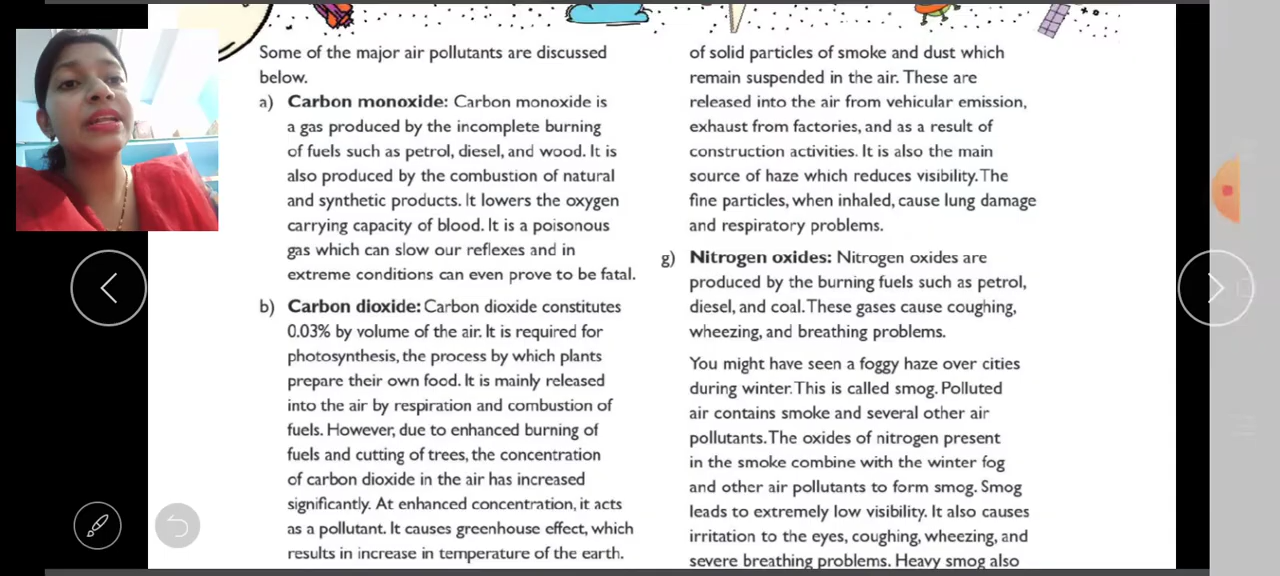 Some of the major air pollutants are discussed
below.
a) Carbon monoxide: Carbon monoxide is
a gas produced by the incomplete burning
of fuels such as petrol, diesel, and wood. It is
also produced by the combustion of natural
and synthetic products. It lowers the oxygen
carrying capacity of blood. It is a poisonous
gas which can slow our reflexes and in
extreme conditions can even prove to be fatal.
b) Carbon dioxide: Carbon dioxide constitutes
0.03% by volume of the air. It is required for
photosynthesis, the process by which plants
prepare their own food. It is mainly released
into the air by respiration and combustion of
fuels. However, due to enhanced burning of
fuels and cutting of trees, the concentration
of carbon dioxide in the air has increased
significantly. At enhanced concentration, it acts
as a pollutant. It causes greenhouse effect, which
results in increase in temperature of the earth.
of solid particles of smoke and dust which
remain suspended in the air. These are
released into the air from vehicular emission,
exhaust from factories, and as a result of
construction activities. It is also the main
source of haze which reduces visibility. The
fine particles, when inhaled, cause lung damage
and respiratory problems.
g) Nitrogen oxides: Nitrogen oxides are
produced by the burning fuels such as petrol,
diesel, and coal. These gases cause coughing,
wheezing, and breathing problems.
You might have seen a foggy haze over cities
during winter. This is called smog. Polluted
air contains smoke and several other air
pollutants. The oxides of nitrogen present
in the smoke combine with the winter fog
and other air pollutants to form smog. Smog
leads to extremely low visibility. It also causes
irritation to the eyes, coughing, wheezing, and
severe breathing problems. Heavy smog also